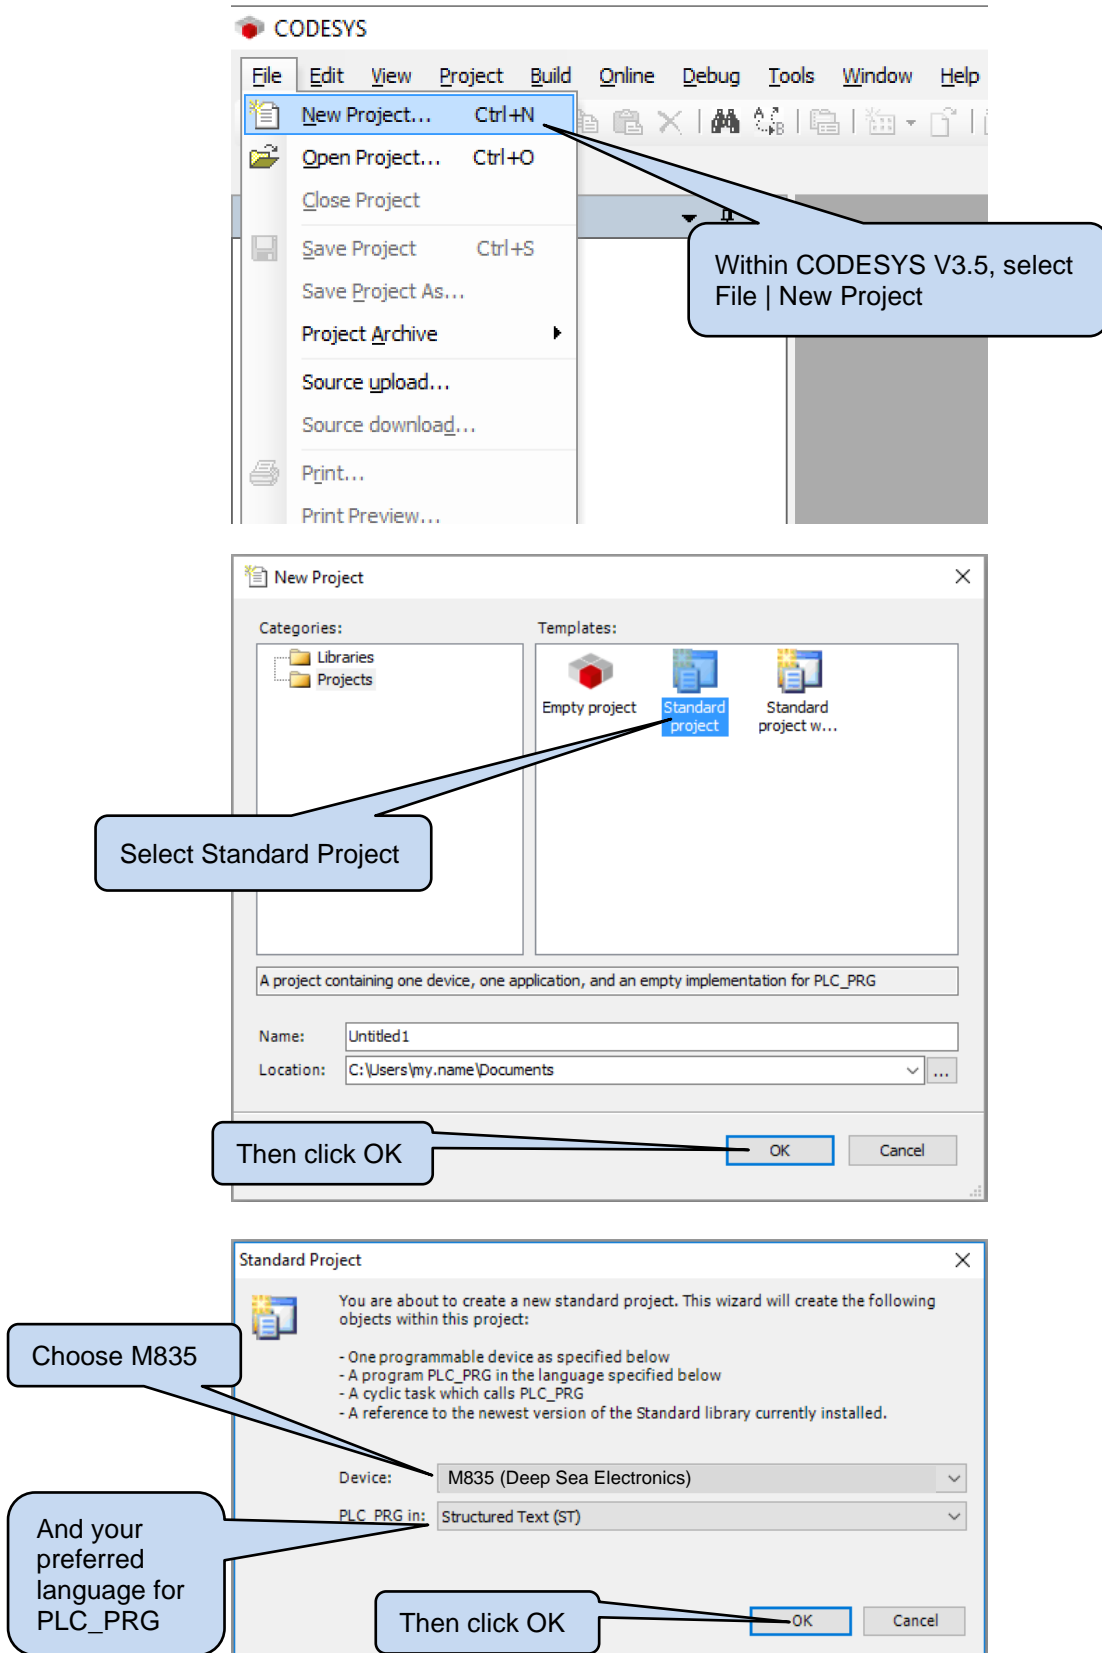 CODESYS
File Edit View Project Build Online Debug Tools Window Help
New Project... Ctrl+N
Open Project... Ctrl+O
Close Project
Save Project Ctrl+S
Save Project As...
Project Archive
Source upload...
Source download...
Print...
Print Preview...
Within CODESYS V3.5, select
File | New Project
New Project
Categories:
Libraries
Projects
Templates:
Empty project
Standard
project
Standard
project w...
Select Standard Project
A project containing one device, one application, and an empty implementation for PLC_PRG
Name: Untitled1
Location: C:\Users\my.name\Documents
...
Then click OK
OK Cancel
Standard Project
You are about to create a new standard project. This wizard will create the following
objects within this project:
- One programmable device as specified below
- A program PLC_PRG in the language specified below
- A cyclic task which calls PLC_PRG
- A reference to the newest version of the Standard library currently installed.
Choose M835
Device: M835 (Deep Sea Electronics)
PLC_PRG in: Structured Text (ST)
And your
preferred
language for
PLC_PRG
Then click OK
OK Cancel